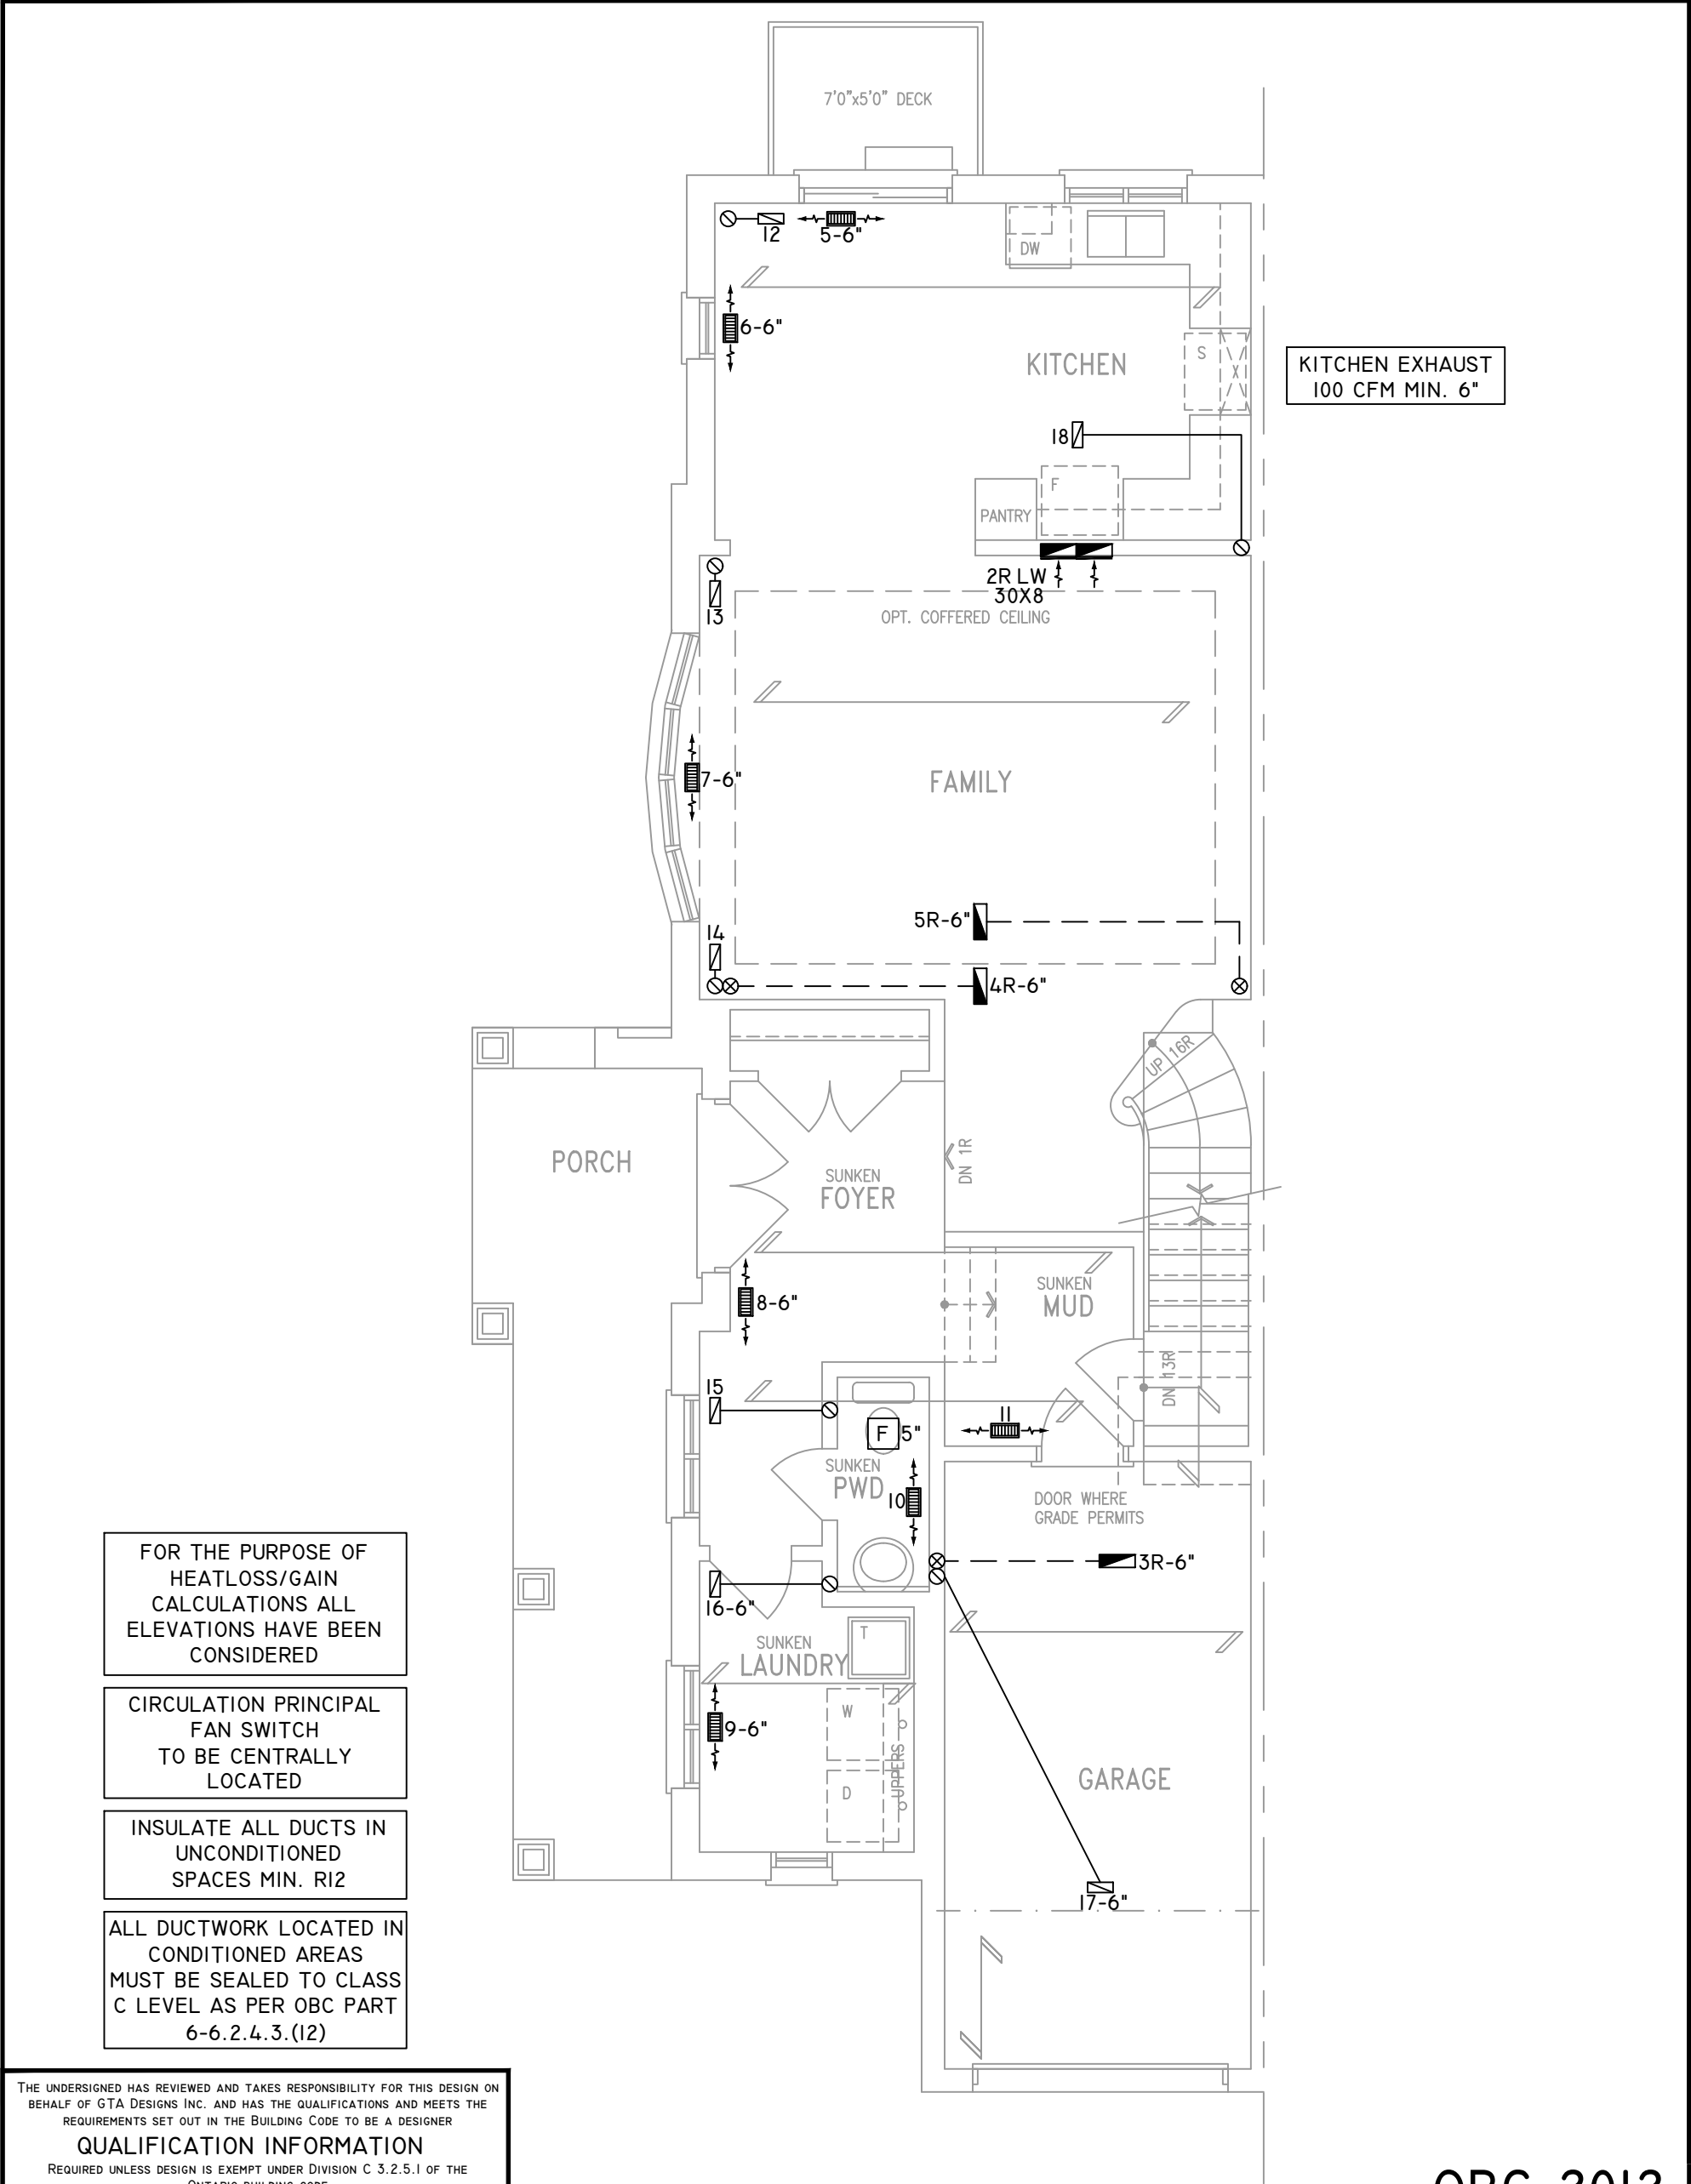 7'0"x5'0" DECK
12
5-6"
DW
6-6"
KITCHEN
S
KITCHEN EXHAUST
100 CFM MIN. 6"
18
F
PANTRY
2R LW
30X8
13
OPT. COFFERED CEILING
7-6"
FAMILY
5R-6"
14
4R-6"
UP 16R
PORCH
SUNKEN
FOYER
DN 1R
SUNKEN
MUD
8-6"
DN 13R
15
11
F 5"
SUNKEN
PWD
10
DOOR WHERE
GRADE PERMITS
3R-6"
16-6"
SUNKEN
LAUNDRY
T
W
9-6"
UPPERS
D
GARAGE
17-6"
FOR THE PURPOSE OF
HEATLOSS/GAIN
CALCULATIONS ALL
ELEVATIONS HAVE BEEN
CONSIDERED
CIRCULATION PRINCIPAL
FAN SWITCH
TO BE CENTRALLY
LOCATED
INSULATE ALL DUCTS IN
UNCONDITIONED
SPACES MIN. R12
ALL DUCTWORK LOCATED IN
CONDITIONED AREAS
MUST BE SEALED TO CLASS
C LEVEL AS PER OBC PART
6-6.2.4.3.(12)
THE UNDERSIGNED HAS REVIEWED AND TAKES RESPONSIBILITY FOR THIS DESIGN ON
BEHALF OF GTA DESIGNS INC. AND HAS THE QUALIFICATIONS AND MEETS THE
REQUIREMENTS SET OUT IN THE BUILDING CODE TO BE A DESIGNER
QUALIFICATION INFORMATION
REQUIRED UNLESS DESIGN IS EXEMPT UNDER DIVISION C 3.2.5.1 OF THE
ONTARIO BUILDING CODE
OBC 2012